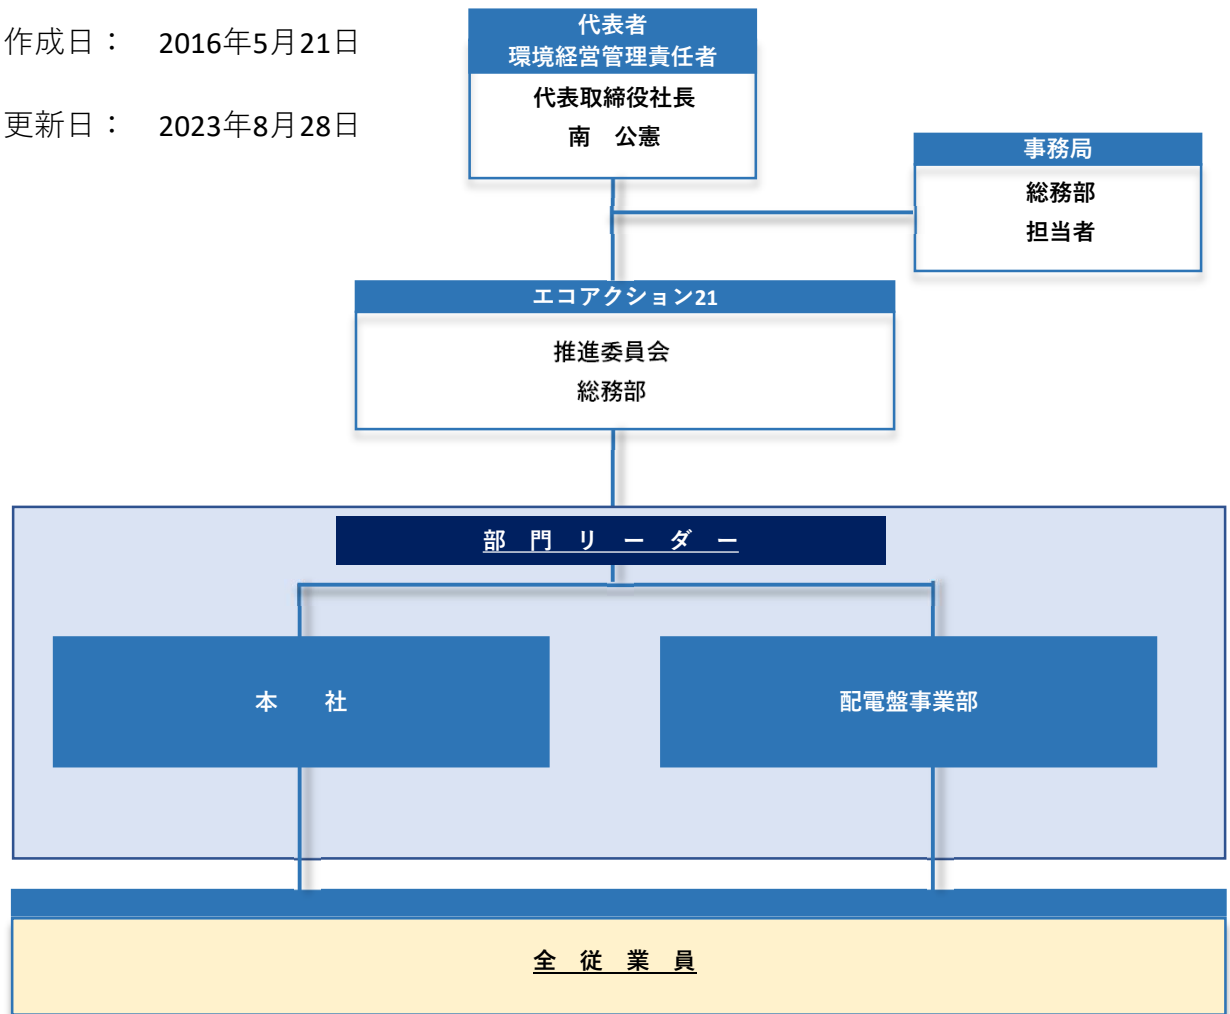 作成日：　2016年5月21日
更新日：　2023年8月28日
代表者
環境経営管理責任者
代表取締役社長
南　公憲
事務局
総務部
担当者
エコアクション21
推進委員会
総務部
部　門　リ　ー　ダ　ー
本　　社
配電盤事業部
全　従　業　員